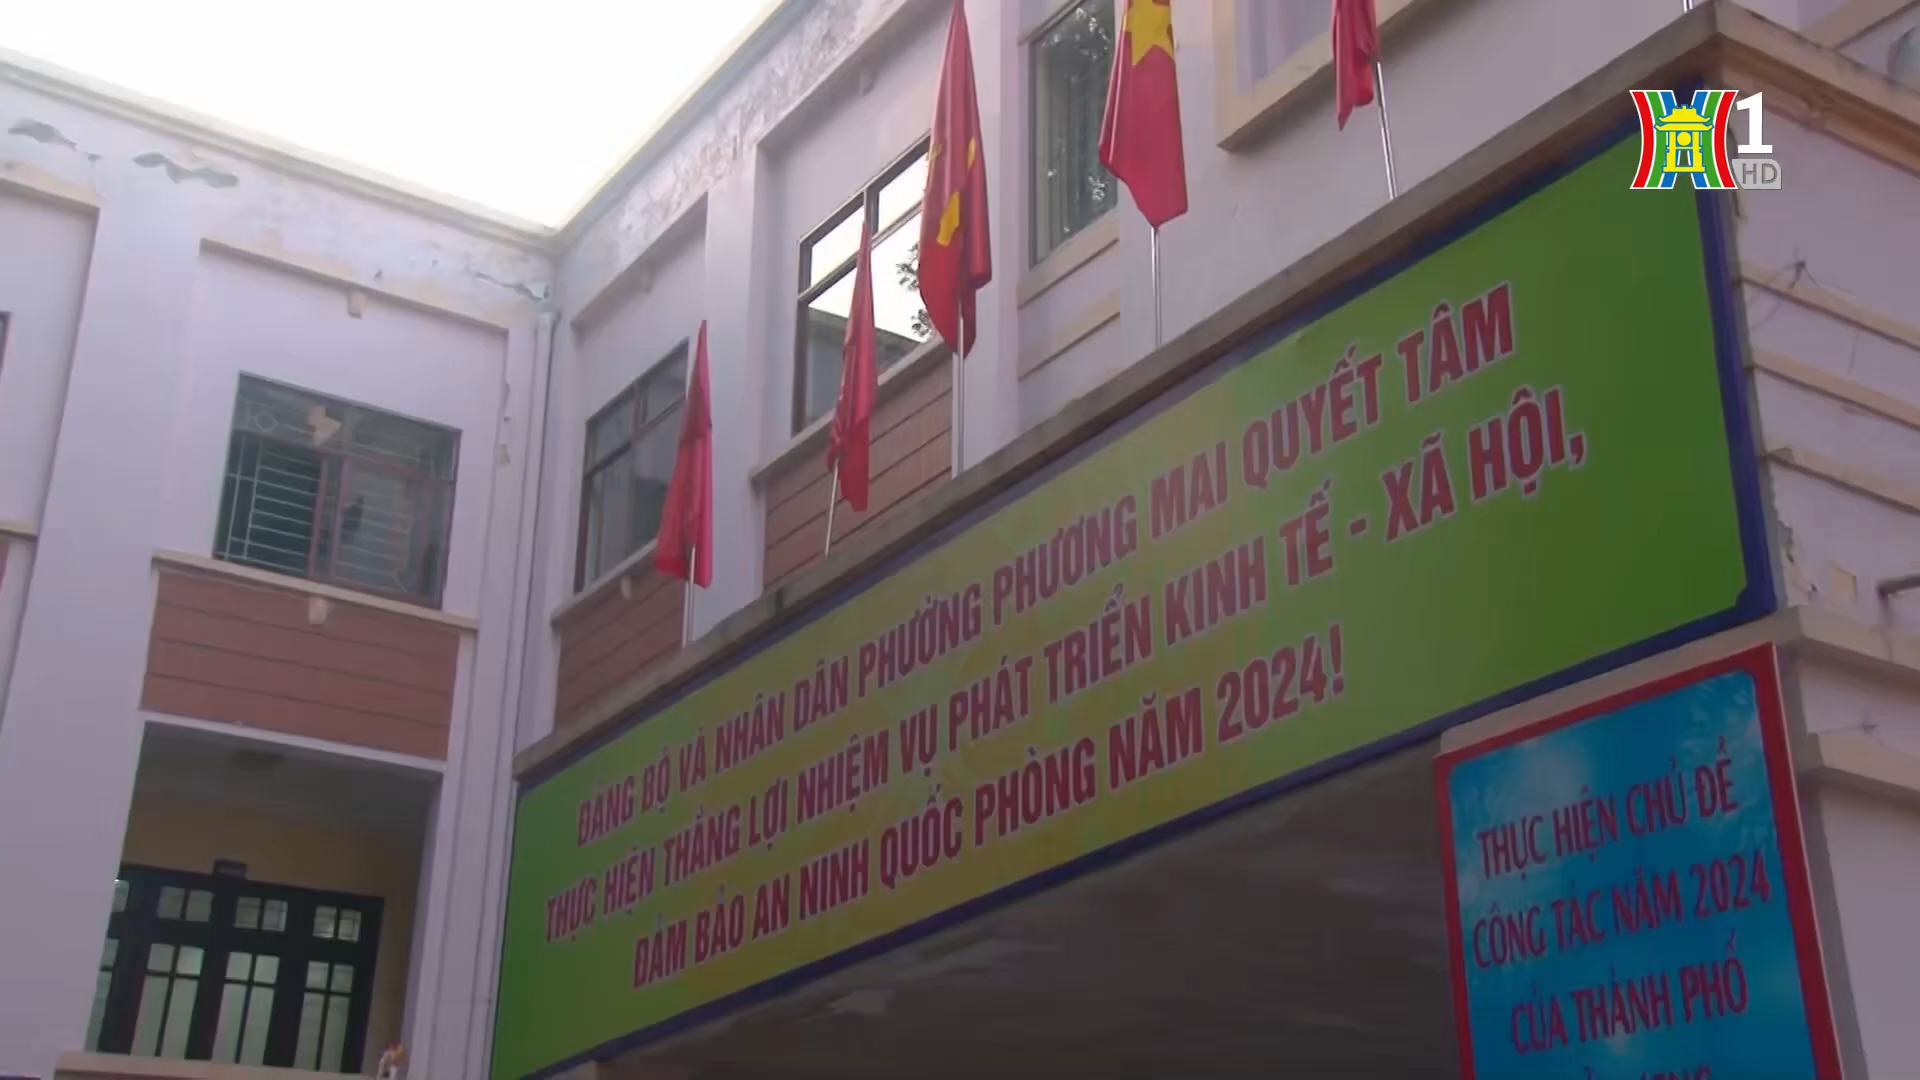 1
HD
ĐẢNG BỘ VÀ NHÂN DÂN PHƯỜNG PHƯƠNG MAI QUYẾT TÂM
THỰC HIỆN THẮNG LỢI NHIỆM VỤ PHÁT TRIỂN KINH TẾ - XÃ HỘI,
ĐẢM BẢO AN NINH QUỐC PHÒNG NĂM 2024!
THỰC HIỆN CHỦ ĐỀ
CÔNG TÁC NĂM 2024
CỦA THÀNH PHỐ